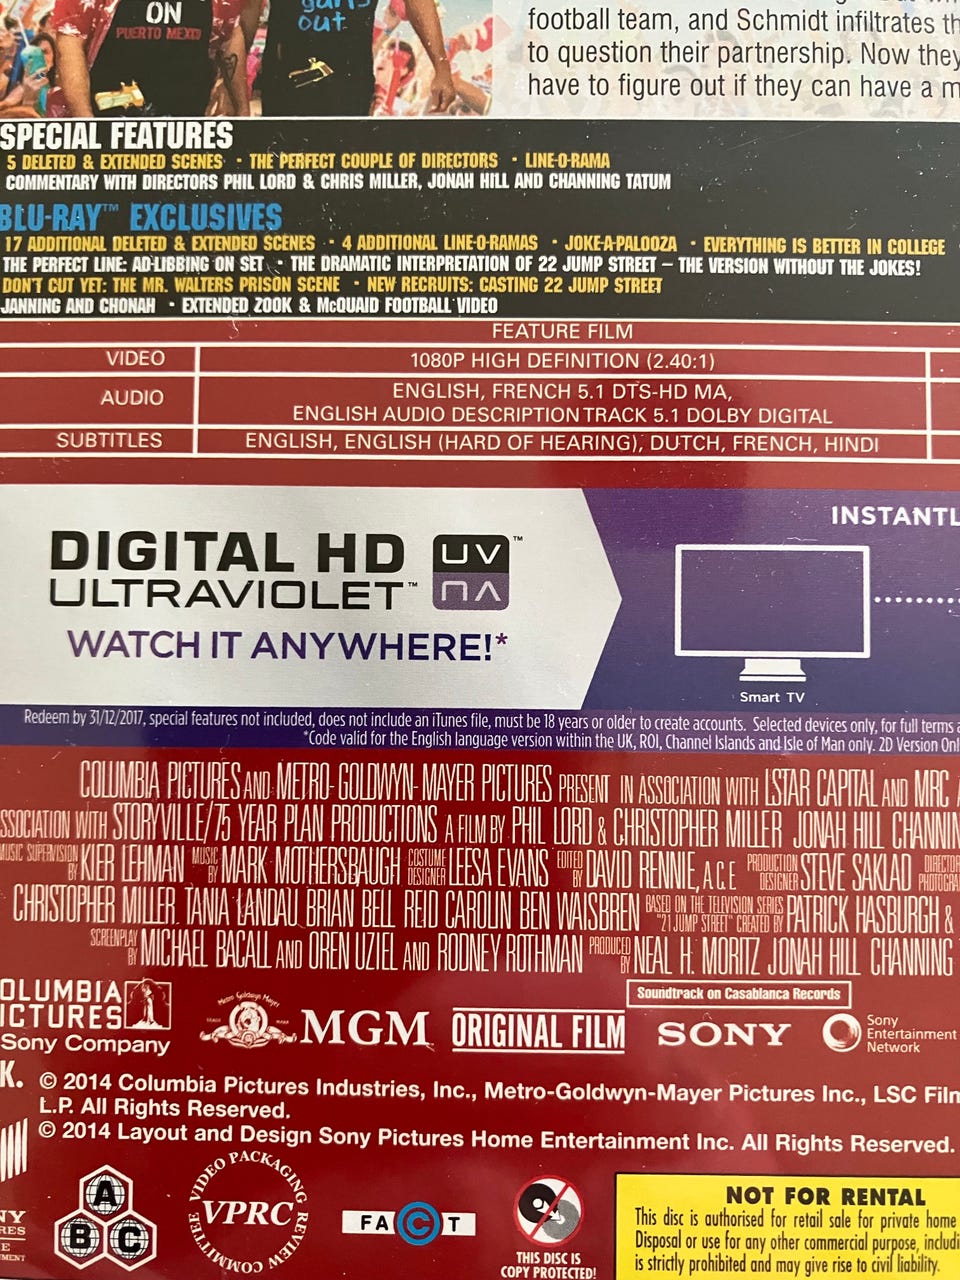 ON
PUERTO MEXICO
guns
out
football team, and Schmidt infiltrates
to question their partnership. Now they
have to figure out if they can have a
SPECIAL FEATURES
5 DELETED & EXTENDED SCENES • THE PERFECT COUPLE OF DIRECTORS • LINE-O-RAMA
COMMENTARY WITH DIRECTORS PHIL LORD & CHRIS MILLER, JONAH HILL AND CHANNING TATUM
BLU-RAY™ EXCLUSIVES
17 ADDITIONAL DELETED & EXTENDED SCENES • 4 ADDITIONAL LINE-O-RAMAS • JOKE-A-PALOOZA • EVERYTHING IS BETTER IN COLLEGE
THE PERFECT LINE: AD-LIBBING ON SET • THE DRAMATIC INTERPRETATION OF 22 JUMP STREET – THE VERSION WITHOUT THE JOKES!
DON'T CUT YET: THE MR. WALTERS PRISON SCENE • NEW RECRUITS: CASTING 22 JUMP STREET
JANNING AND CHONAH • EXTENDED ZOOK & McQUAID FOOTBALL VIDEO
FEATURE FILM
VIDEO 1080P HIGH DEFINITION (2.40:1)
AUDIO ENGLISH, FRENCH 5.1 DTS-HD MA,
ENGLISH AUDIO DESCRIPTION TRACK 5.1 DOLBY DIGITAL
SUBTITLES ENGLISH, ENGLISH (HARD OF HEARING), DUTCH, FRENCH, HINDI
INSTANTL
DIGITAL HD UV™
ULTRAVIOLET™
WATCH IT ANYWHERE!*
Smart TV
Redeem by 31/12/2017, special features not included, does not include an iTunes file, must be 18 years or older to create accounts. Selected devices only, for full terms
*Code valid for the English language version within the UK, ROI, Channel Islands and Isle of Man only. 2D Version Onl
COLUMBIA PICTURES AND METRO-GOLDWYN-MAYER PICTURES PRESENT IN ASSOCIATION WITH LSTAR CAPITAL AND MRC
SSOCIATION WITH STORYVILLE/75 YEAR PLAN PRODUCTIONS A FILM BY PHIL LORD & CHRISTOPHER MILLER JONAH HILL CHANNIN
MUSIC SUPERVISION BY KIER LEHMAN MUSIC BY MARK MOTHERSBAUGH COSTUME DESIGNER LEESA EVANS EDITED BY DAVID RENNIE, A.C.E PRODUCTION DESIGNER STEVE SAKLAD DIRECTOR PHOTOGRA
CHRISTOPHER MILLER TANIA LANDAU BRIAN BELL REID CAROLIN BEN WAISBREN BASED ON THE TELEVISION SERIES "21 JUMP STREET" CREATED BY PATRICK HASBURGH &
SCREENPLAY BY MICHAEL BACALL AND OREN UZIEL AND RODNEY ROTHMAN PRODUCED BY NEAL H. MORITZ JONAH HILL CHANNING
Soundtrack on Casablanca Records
OLUMBIA
ICTURES
Sony Company
Metro Goldwyn Mayer
MGM
ORIGINAL FILM
SONY
Sony
Entertainment
Network
K.
© 2014 Columbia Pictures Industries, Inc., Metro-Goldwyn-Mayer Pictures Inc., LSC Film
L.P. All Rights Reserved.
© 2014 Layout and Design Sony Pictures Home Entertainment Inc. All Rights Reserved.
A
B C
VIDEO PACKAGING REVIEW COMMITTEE
VPRC
FACT
THIS DISC IS
COPY PROTECTED!
NOT FOR RENTAL
This disc is authorised for retail sale for private home
Disposal or use for any other commercial purpose, includi
is strictly prohibited and may give rise to civil liability.